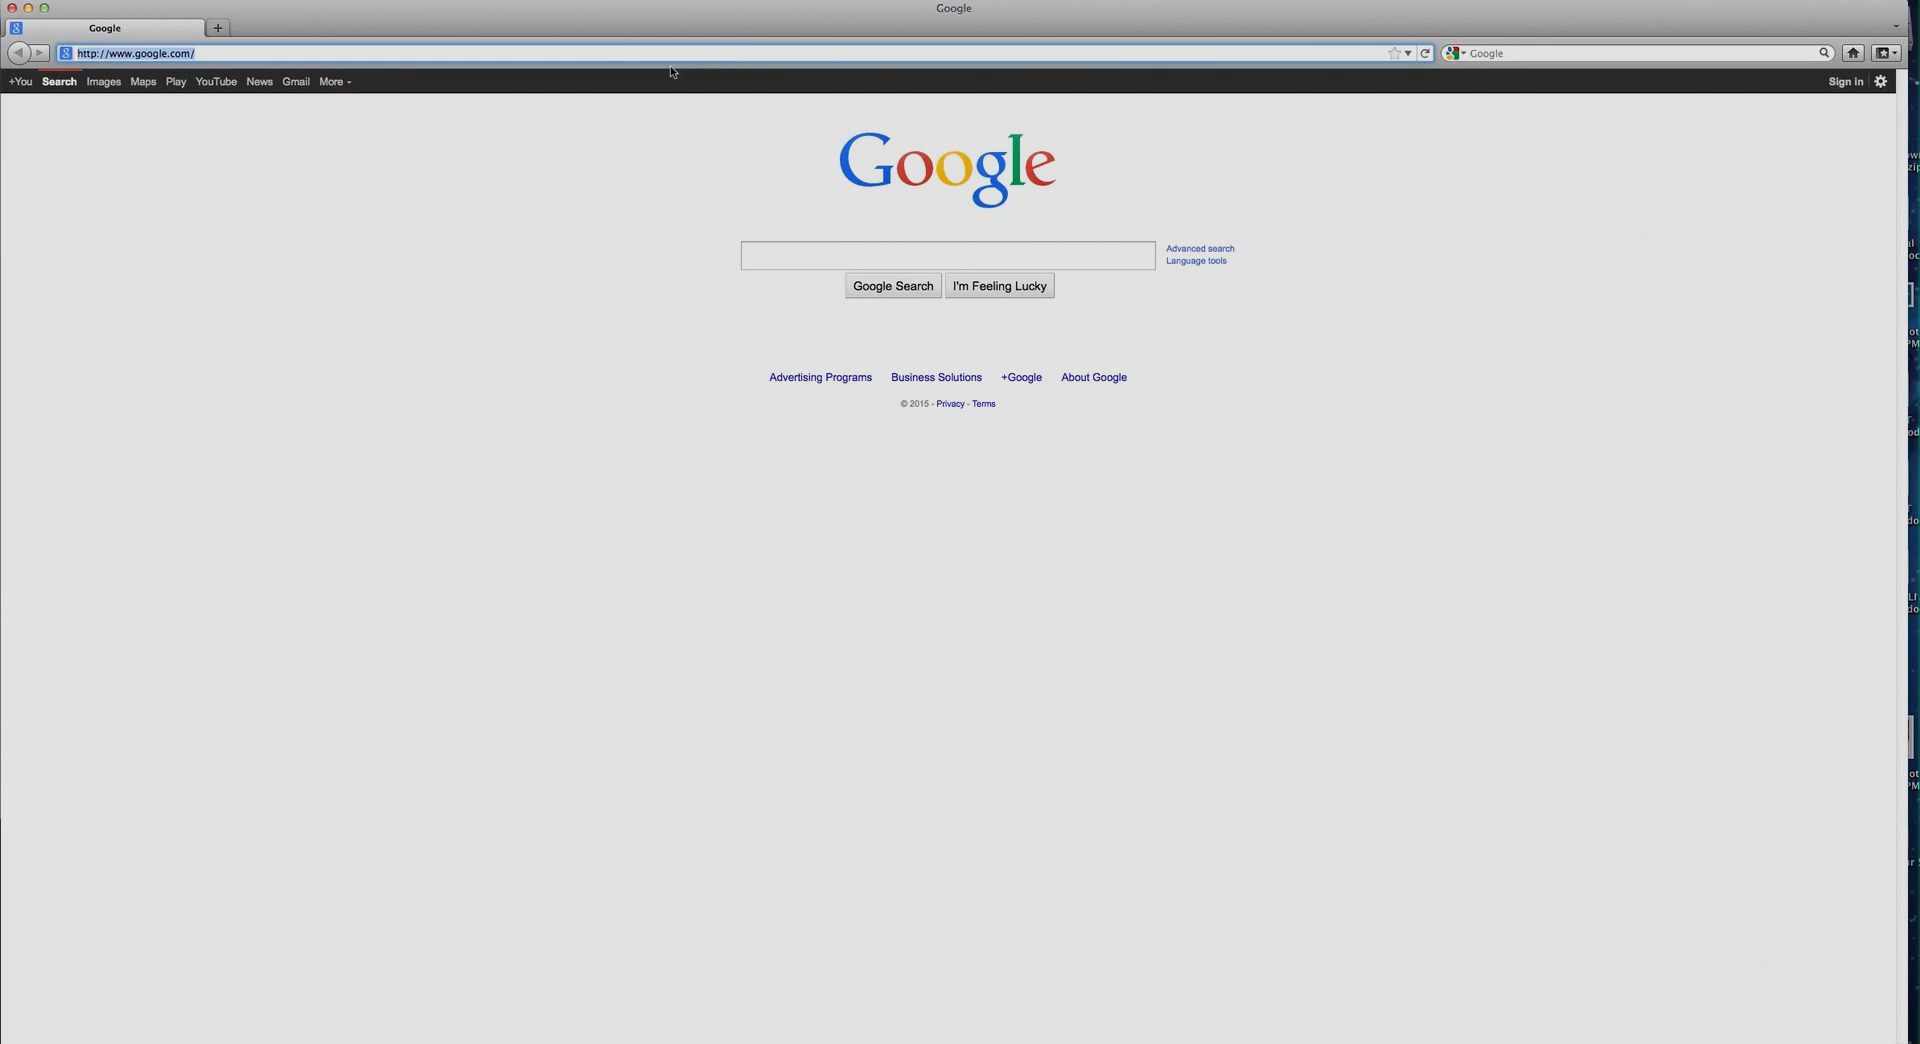 Google
Google
http://www.google.com/
Google
+You Search Images Maps Play YouTube News Gmail More
Sign in
Google
Advanced search
Language tools
Google Search
I'm Feeling Lucky
Advertising Programs Business Solutions +Google About Google
© 2015 - Privacy - Terms